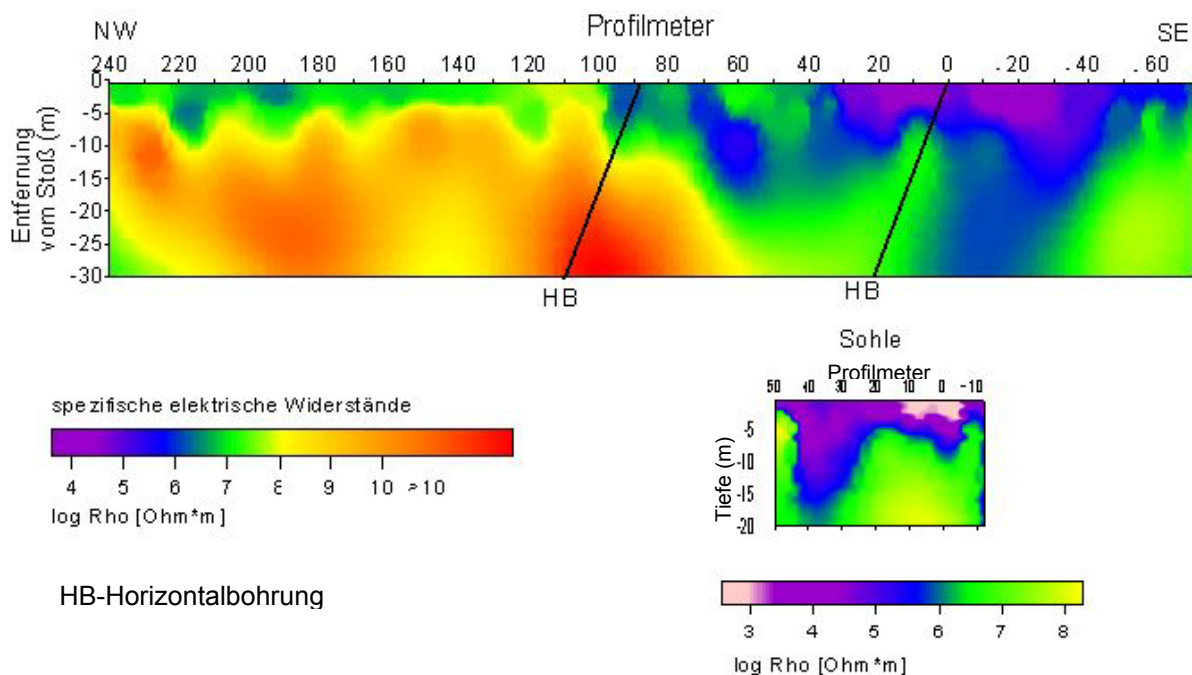 NW Profilmeter SE
240 220 200 180 160 140 120 100 80 60 40 20 0 -20 -40 -60
0
-5
-10
-15
-20
-25
-30
Entfernung
vom Stoß (m)
HB HB
Sohle
Profilmeter
50 40 30 20 10 0 -10
-5
-10
-15
-20
Tiefe (m)
spezifische elektrische Widerstände
4 5 6 7 8 9 10 >10
log Rho [Ohm*m]
HB-Horizontalbohrung
3 4 5 6 7 8
log Rho [Ohm*m]